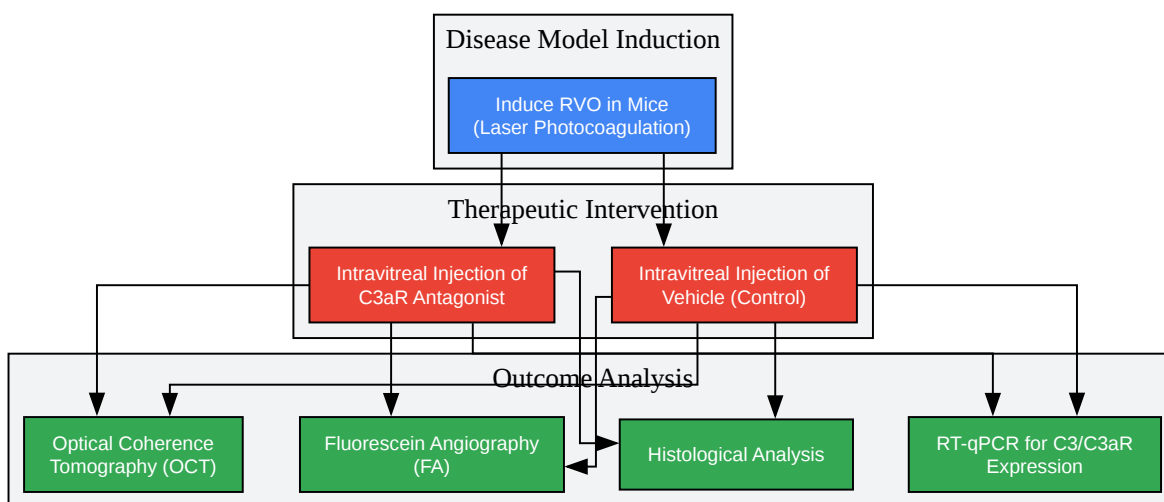 Disease Model Induction
Induce RVO in Mice
(Laser Photocoagulation)
Therapeutic Intervention
Intravitreal Injection of
C3aR Antagonist
Intravitreal Injection of
Vehicle (Control)
Outcome Analysis
Optical Coherence
Tomography (OCT)
Fluorescein Angiography
(FA)
Histological Analysis
RT-qPCR for C3/C3aR
Expression